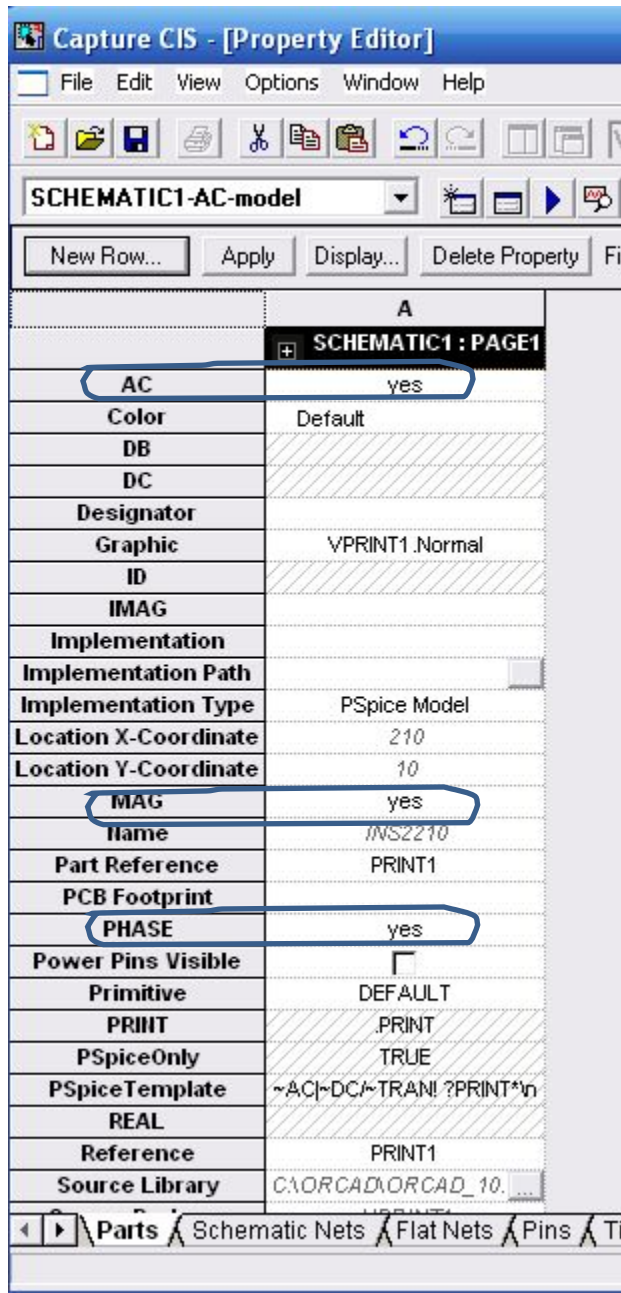 Capture CIS - [Property Editor]
File Edit View Options Window Help
SCHEMATIC1-AC-model
New Row... Apply Display... Delete Property Fi
A
SCHEMATIC1 : PAGE1
AC yes
Color Default
DB
DC
Designator
Graphic VPRINT1.Normal
ID
IMAG
Implementation
Implementation Path ...
Implementation Type PSpice Model
Location X-Coordinate 210
Location Y-Coordinate 10
MAG yes
Name INS2210
Part Reference PRINT1
PCB Footprint
PHASE yes
Power Pins Visible
Primitive DEFAULT
PRINT .PRINT
PSpiceOnly TRUE
PSpiceTemplate ~AC|~DC/~TRAN! ?PRINT*\n
REAL
Reference PRINT1
Source Library C:\ORCAD\ORCAD_10. ...
Parts Schematic Nets Flat Nets Pins Ti